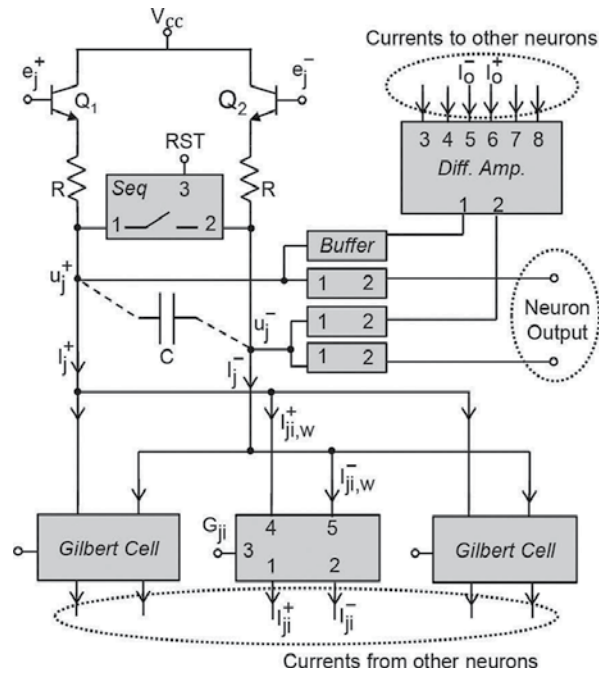 Vcc
Currents to other neurons
e_j^+
e_j^-
I_o^- I_o^+
Q1
Q2
3 4 5 6 7 8
Diff. Amp.
1 2
RST
R
Seq 3
1 2
R
Buffer
1 2
1 2
1 2
u_j^+
u_j^-
C
Neuron
Output
I_j^+
I_j^-
I_ji,w^+
I_ji,w^-
Gilbert Cell
G_ji
4 5
3
1 2
Gilbert Cell
I_ji^+
I_ji^-
Currents from other neurons